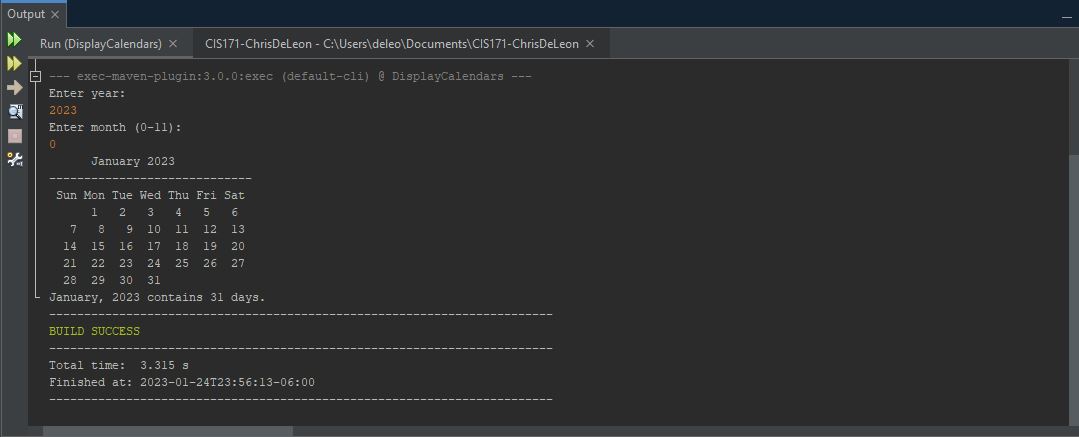 Output
Run (DisplayCalendars) CIS171-ChrisDeLeon - C:\Users\deleo\Documents\CIS171-ChrisDeLeon
--- exec-maven-plugin:3.0.0:exec (default-cli) @ DisplayCalendars ---
Enter year:
2023
Enter month (0-11):
0
January 2023
-----------------------------
Sun Mon Tue Wed Thu Fri Sat
1 2 3 4 5 6
7 8 9 10 11 12 13
14 15 16 17 18 19 20
21 22 23 24 25 26 27
28 29 30 31
January, 2023 contains 31 days.
------------------------------------------------------------------------
BUILD SUCCESS
------------------------------------------------------------------------
Total time:  3.315 s
Finished at: 2023-01-24T23:56:13-06:00
------------------------------------------------------------------------